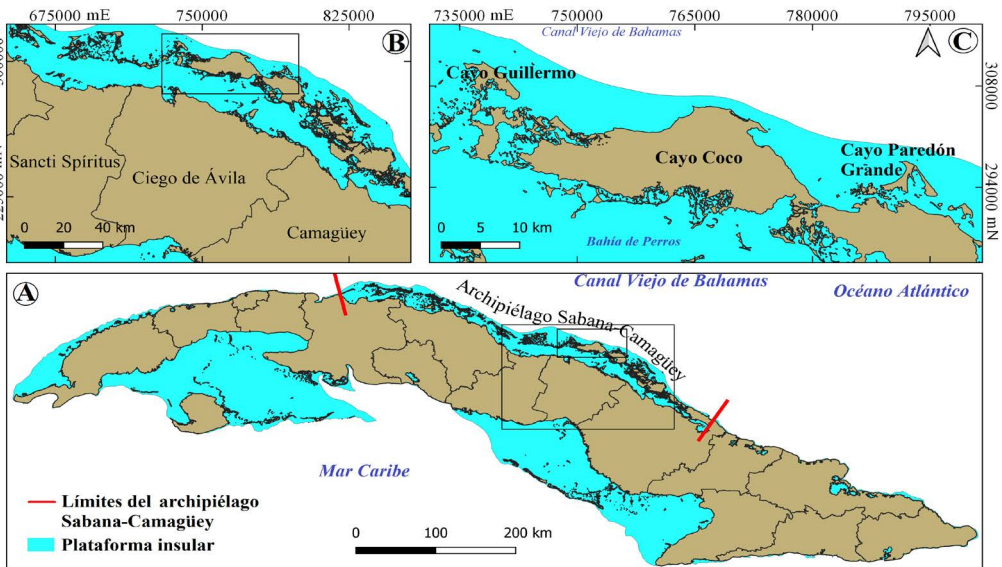 675000 mE 750000 825000
735000 mE 750000 765000 780000 795000
B
Sancti Spíritus
Ciego de Ávila
Camagüey
0 20 40 km
Canal Viejo de Bahamas
C
Cayo Guillermo
Cayo Coco
Cayo Paredón
Grande
Bahía de Perros
0 5 10 km
308000
294000 mN
A
Canal Viejo de Bahamas
Océano Atlántico
Archipiélago Sabana-Camagüey
Mar Caribe
Límites del archipiélago
Sabana-Camagüey
Plataforma insular
0 100 200 km